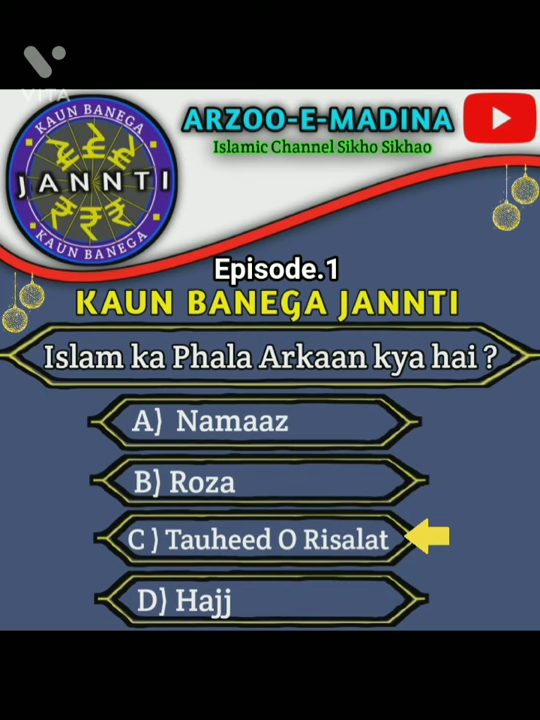 VITA
KAUN BANEGA
JANNTI
KAUN BANEGA
ARZOO-E-MADINA
Islamic Channel Sikho Sikhao
Episode.1
KAUN BANEGA JANNTI
Islam ka Phala Arkaan kya hai ?
A) Namaaz
B) Roza
C ) Tauheed O Risalat
D) Hajj